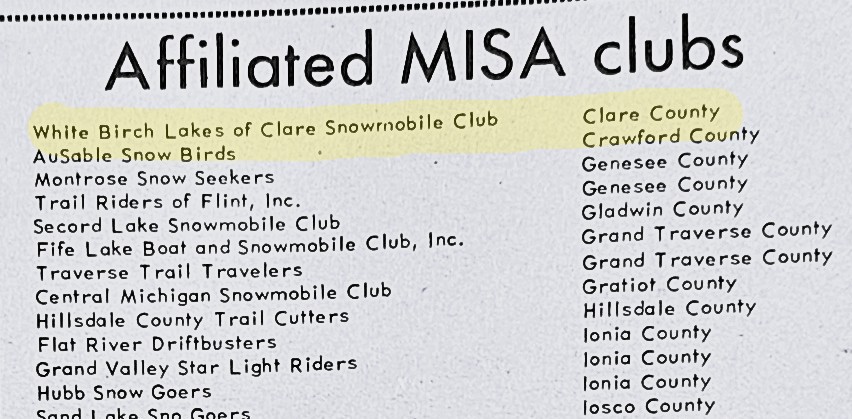 Affiliated MISA clubs
White Birch Lakes of Clare Snowmobile Club Clare County
AuSable Snow Birds Crawford County
Montrose Snow Seekers Genesee County
Trail Riders of Flint, Inc. Genesee County
Secord Lake Snowmobile Club Gladwin County
Fife Lake Boat and Snowmobile Club, Inc. Grand Traverse County
Traverse Trail Travelers Grand Traverse County
Central Michigan Snowmobile Club Gratiot County
Hillsdale County Trail Cutters Hillsdale County
Flat River Driftbusters Ionia County
Grand Valley Star Light Riders Ionia County
Hubb Snow Goers Ionia County
Sand Lake Sno Goers Iosco County